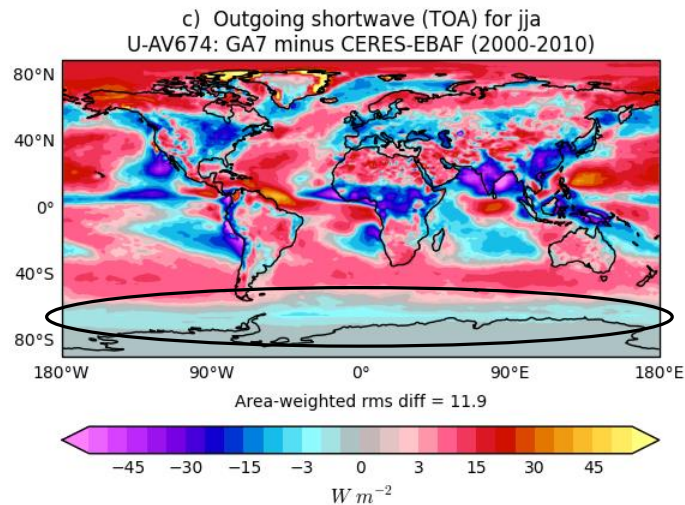 c) Outgoing shortwave (TOA) for jja
U-AV674: GA7 minus CERES-EBAF (2000-2010)
80°N
40°N
0°
40°S
80°S
180°W 90°W 0° 90°E 180°E
Area-weighted rms diff = 11.9
−45 −30 −15 −3 0 3 15 30 45
W m⁻²